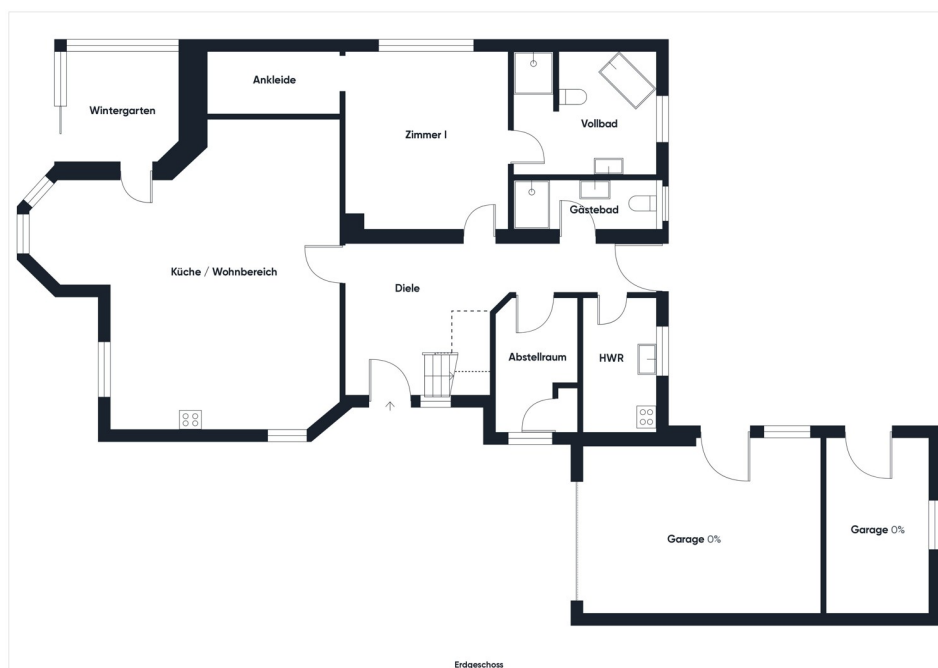 Ankleide
Wintergarten
Zimmer I
Vollbad
Gästebad
Küche / Wohnbereich
Diele
Abstellraum
HWR
Garage 0%
Garage 0%
Erdgeschoss